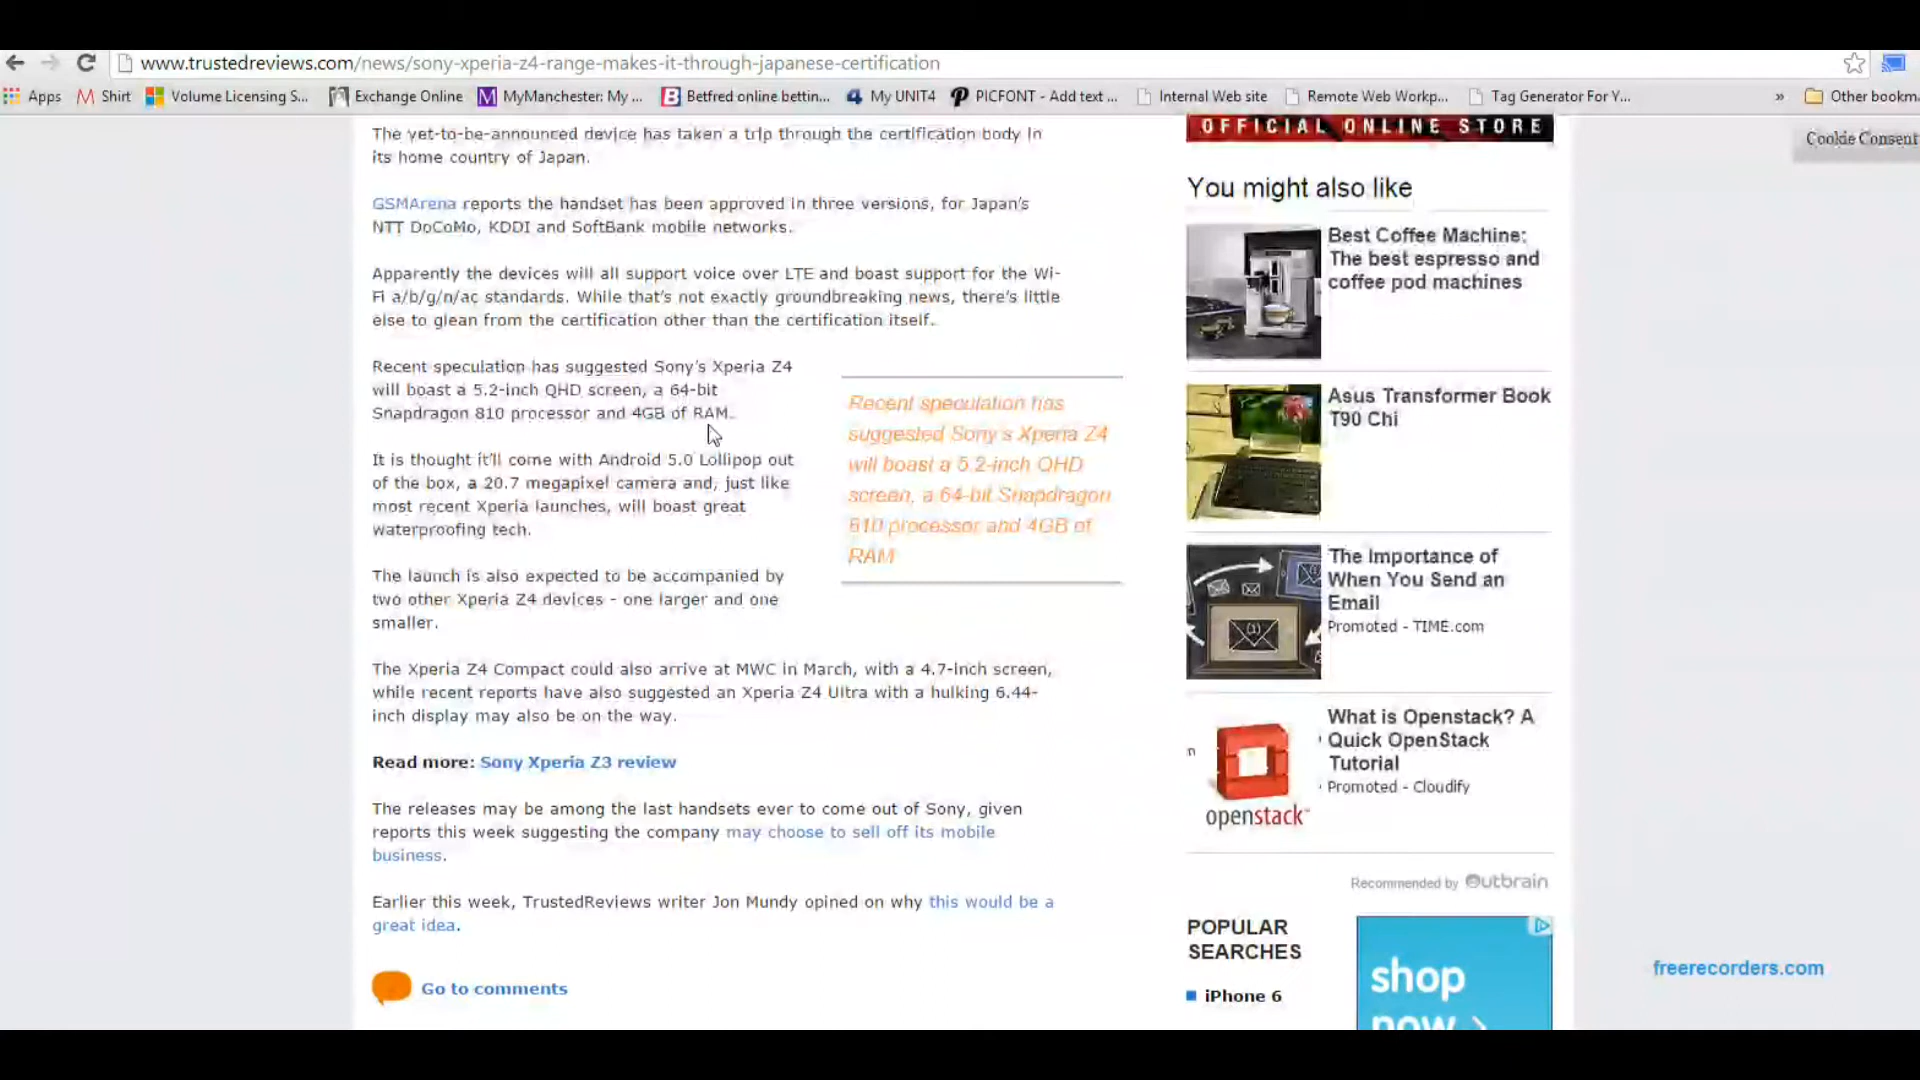 www.trustedreviews.com/news/sony-xperia-z4-range-makes-it-through-japanese-certification
Apps Shirt Volume Licensing S... Exchange Online MyManchester: My ... Betfred online bettin... My UNIT4 PICFONT - Add text ... Internal Web site Remote Web Workp... Tag Generator For Y... » Other bookm
The yet-to-be-announced device has taken a trip through the certification body in
its home country of Japan.
GSMArena reports the handset has been approved in three versions, for Japan's
NTT DoCoMo, KDDI and SoftBank mobile networks.
Apparently the devices will all support voice over LTE and boast support for the Wi-
Fi a/b/g/n/ac standards. While that's not exactly groundbreaking news, there's little
else to glean from the certification other than the certification itself.
Recent speculation has suggested Sony's Xperia Z4
will boast a 5.2-inch QHD screen, a 64-bit
Snapdragon 810 processor and 4GB of RAM.
It is thought it'll come with Android 5.0 Lollipop out
of the box, a 20.7 megapixel camera and, just like
most recent Xperia launches, will boast great
waterproofing tech.
The launch is also expected to be accompanied by
two other Xperia Z4 devices - one larger and one
smaller.
Recent speculation has
suggested Sony's Xperia Z4
will boast a 5.2-inch QHD
screen, a 64-bit Snapdragon
810 processor and 4GB of
RAM
The Xperia Z4 Compact could also arrive at MWC in March, with a 4.7-inch screen,
while recent reports have also suggested an Xperia Z4 Ultra with a hulking 6.44-
inch display may also be on the way.
Read more: Sony Xperia Z3 review
The releases may be among the last handsets ever to come out of Sony, given
reports this week suggesting the company may choose to sell off its mobile
business.
Earlier this week, TrustedReviews writer Jon Mundy opined on why this would be a
great idea.
Go to comments
OFFICIAL ONLINE STORE
Cookie Consent
You might also like
Best Coffee Machine:
The best espresso and
coffee pod machines
Asus Transformer Book
T90 Chi
The Importance of
When You Send an
Email
Promoted - TIME.com
(1)
What is Openstack? A
Quick OpenStack
Tutorial
Promoted - Cloudify
n
openstack™
Recommended by Outbrain
POPULAR
SEARCHES
iPhone 6
shop
now >
freerecorders.com